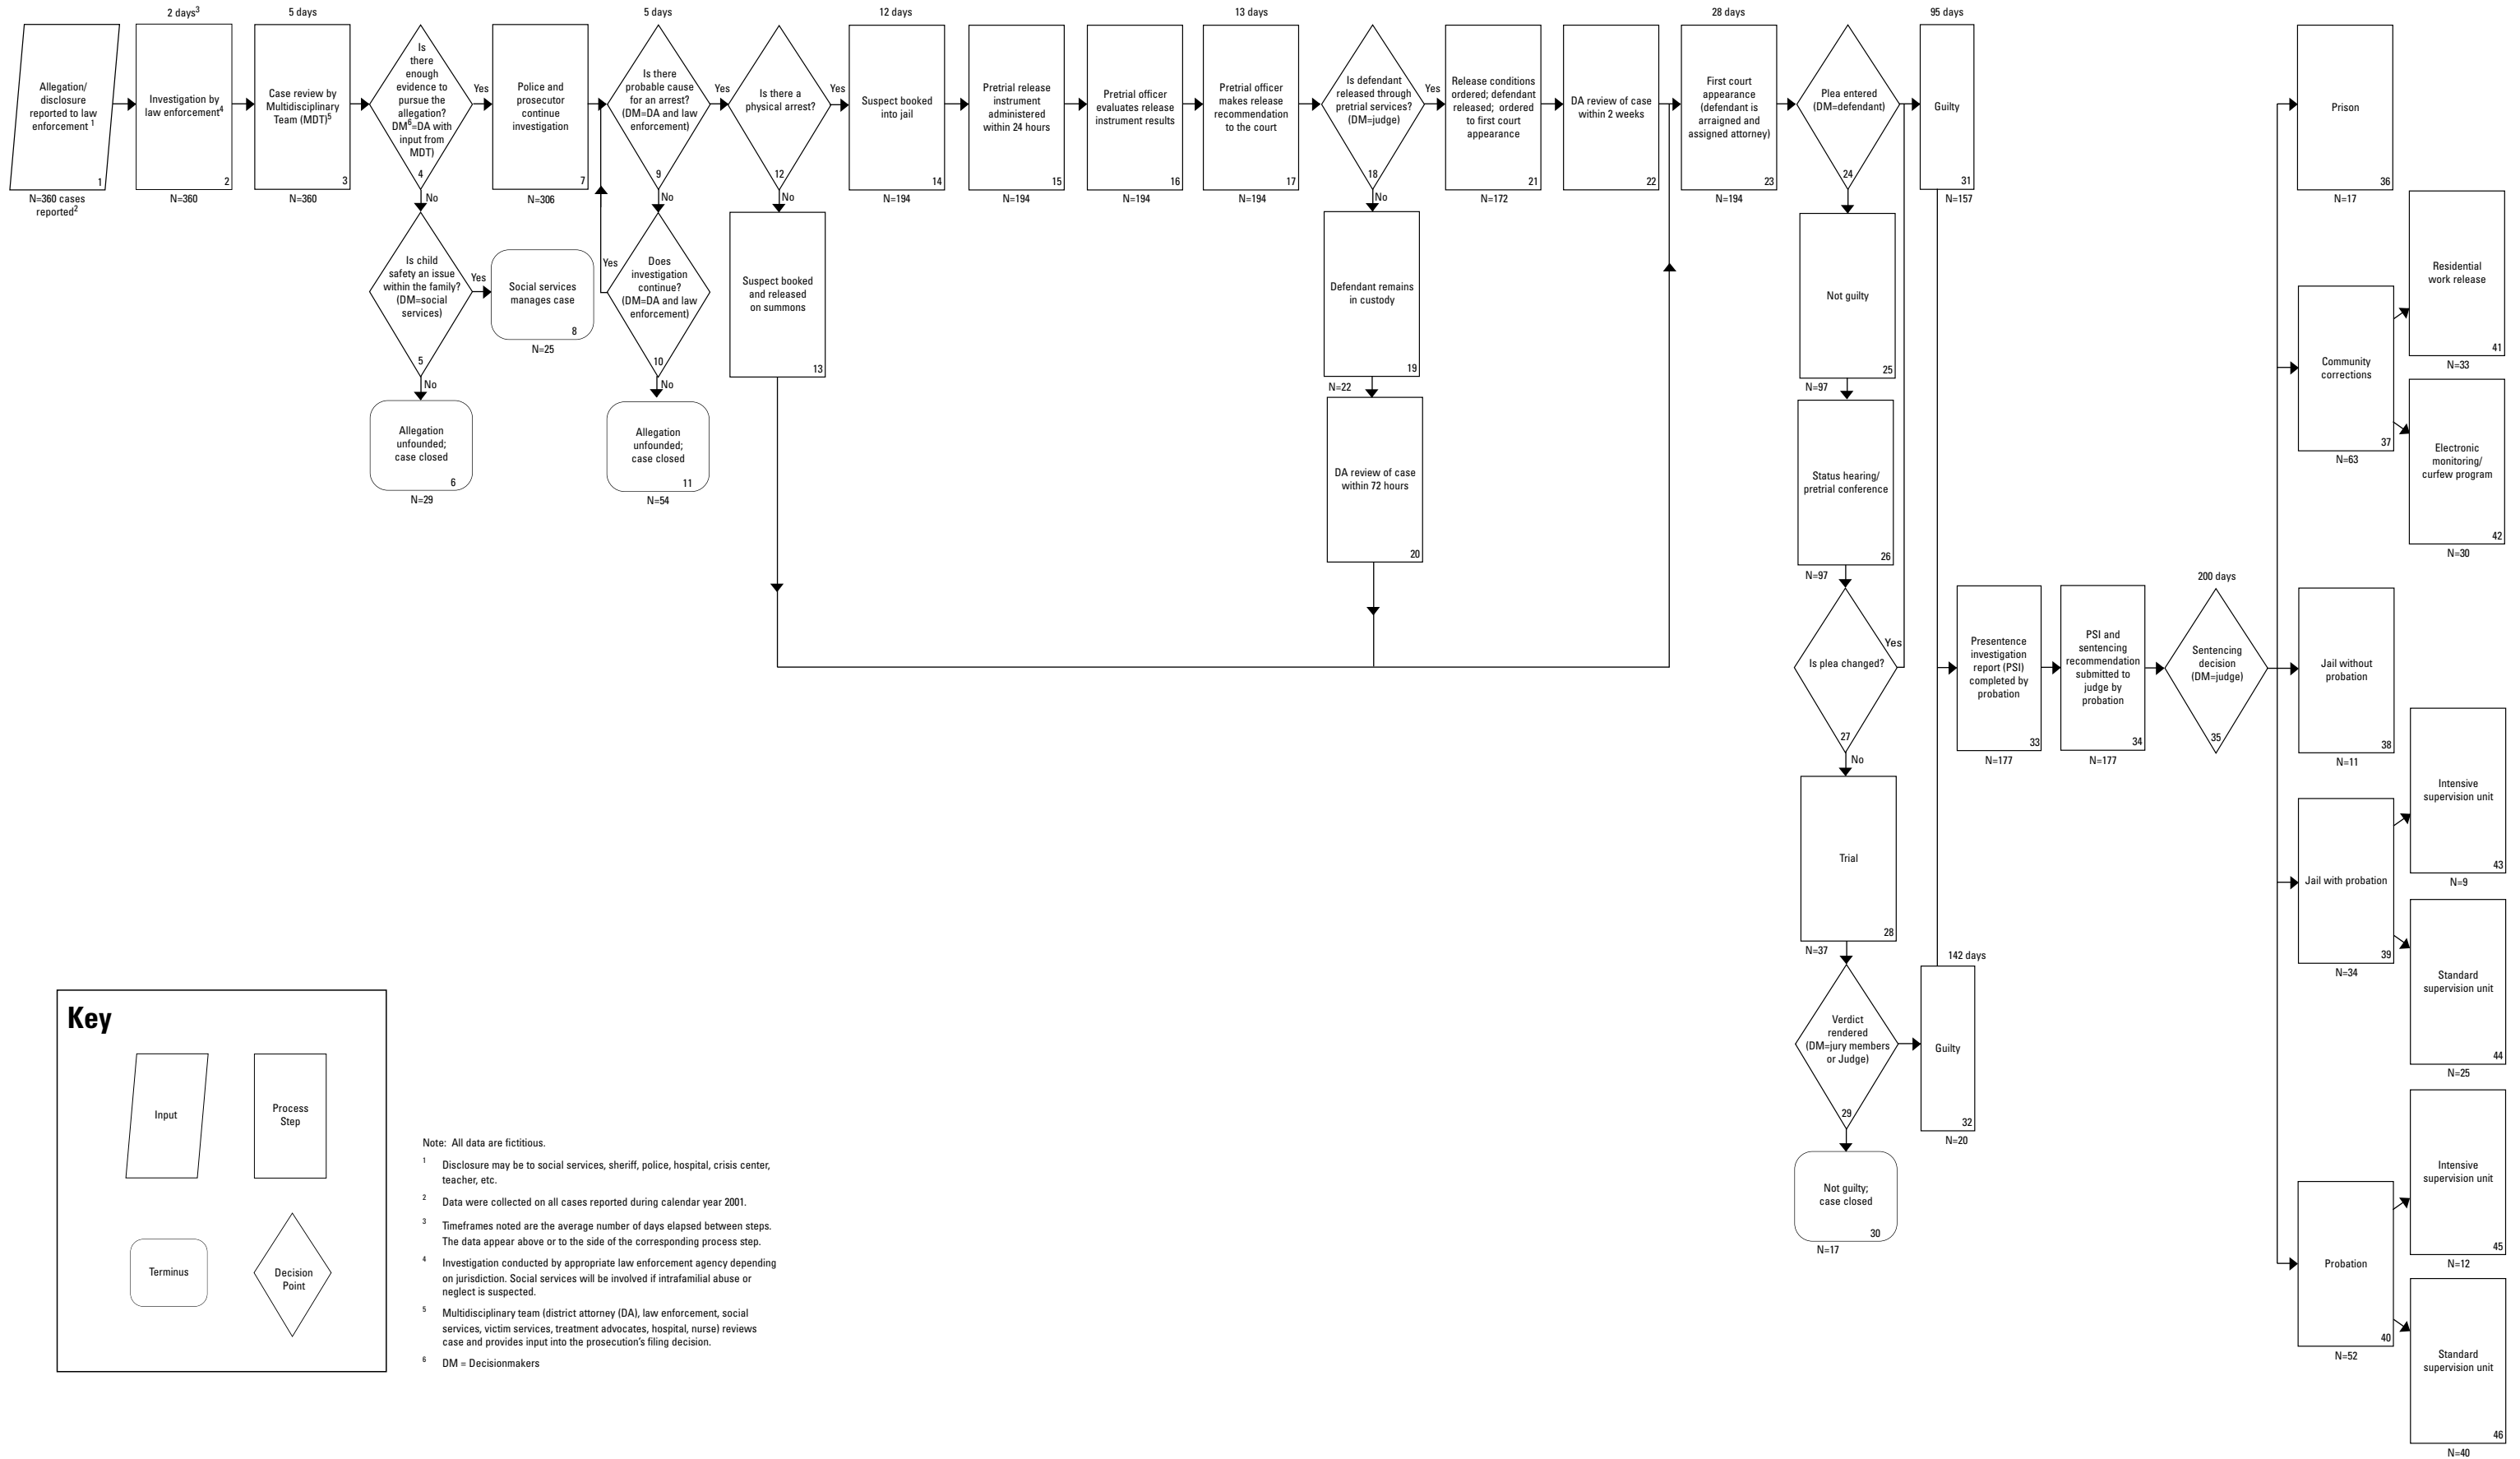 2 days3
5 days
5 days
12 days
13 days
28 days
95 days
Allegation/
disclosure
reported to law
enforcement 1
1
N=360 cases
reported2
Investigation by
law enforcement4
2
N=360
Case review by
Multidisciplinary
Team (MDT)5
3
N=360
Is
there
enough
evidence to
pursue the
allegation?
DM6=DA with
input from
MDT)
4
Yes
No
Is child
safety an issue
within the family?
(DM=social
services)
5
Yes
No
Allegation
unfounded;
case closed
6
N=29
Police and
prosecutor
continue
investigation
7
N=306
Social services
manages case
8
N=25
Is there
probable cause
for an arrest?
(DM=DA and law
enforcement)
9
Yes
No
Does
investigation
continue?
(DM=DA and law
enforcement)
10
Yes
No
Allegation
unfounded;
case closed
11
N=54
Is there a
physical arrest?
12
Yes
No
Suspect booked
and released
on summons
13
Suspect booked
into jail
14
N=194
Pretrial release
instrument
administered
within 24 hours
15
N=194
Pretrial officer
evaluates release
instrument results
16
N=194
Pretrial officer
makes release
recommendation
to the court
17
N=194
Is defendant
released through
pretrial services?
(DM=judge)
18
Yes
No
Defendant remains
in custody
19
N=22
DA review of case
within 72 hours
20
Release conditions
ordered; defendant
released; ordered
to first court
appearance
21
N=172
DA review of case
within 2 weeks
22
First court
appearance
(defendant is
arraigned and
assigned attorney)
23
N=194
Plea entered
(DM=defendant)
24
Not guilty
25
N=97
Status hearing/
pretrial conference
26
N=97
Is plea changed?
27
Yes
No
Trial
28
N=37
Verdict
rendered
(DM=jury members
or Judge)
29
Not guilty;
case closed
30
N=17
Guilty
31
N=157
142 days
Guilty
32
N=20
Presentence
investigation
report (PSI)
completed by
probation
33
N=177
PSI and
sentencing
recommendation
submitted to
judge by
probation
34
N=177
200 days
Sentencing
decision
(DM=judge)
35
Prison
36
N=17
Community
corrections
37
N=63
Residential
work release
41
N=33
Electronic
monitoring/
curfew program
42
N=30
Jail without
probation
38
N=11
Jail with probation
39
N=34
Intensive
supervision unit
43
N=9
Standard
supervision unit
44
N=25
Probation
40
N=52
Intensive
supervision unit
45
N=12
Standard
supervision unit
46
N=40
Key
Input
Process
Step
Terminus
Decision
Point
Note: All data are fictitious.
1 Disclosure may be to social services, sheriff, police, hospital, crisis center,
teacher, etc.
2 Data were collected on all cases reported during calendar year 2001.
3 Timeframes noted are the average number of days elapsed between steps.
The data appear above or to the side of the corresponding process step.
4 Investigation conducted by appropriate law enforcement agency depending
on jurisdiction. Social services will be involved if intrafamilial abuse or
neglect is suspected.
5 Multidisciplinary team (district attorney (DA), law enforcement, social
services, victim services, treatment advocates, hospital, nurse) reviews
case and provides input into the prosecution's filing decision.
6 DM = Decisionmakers